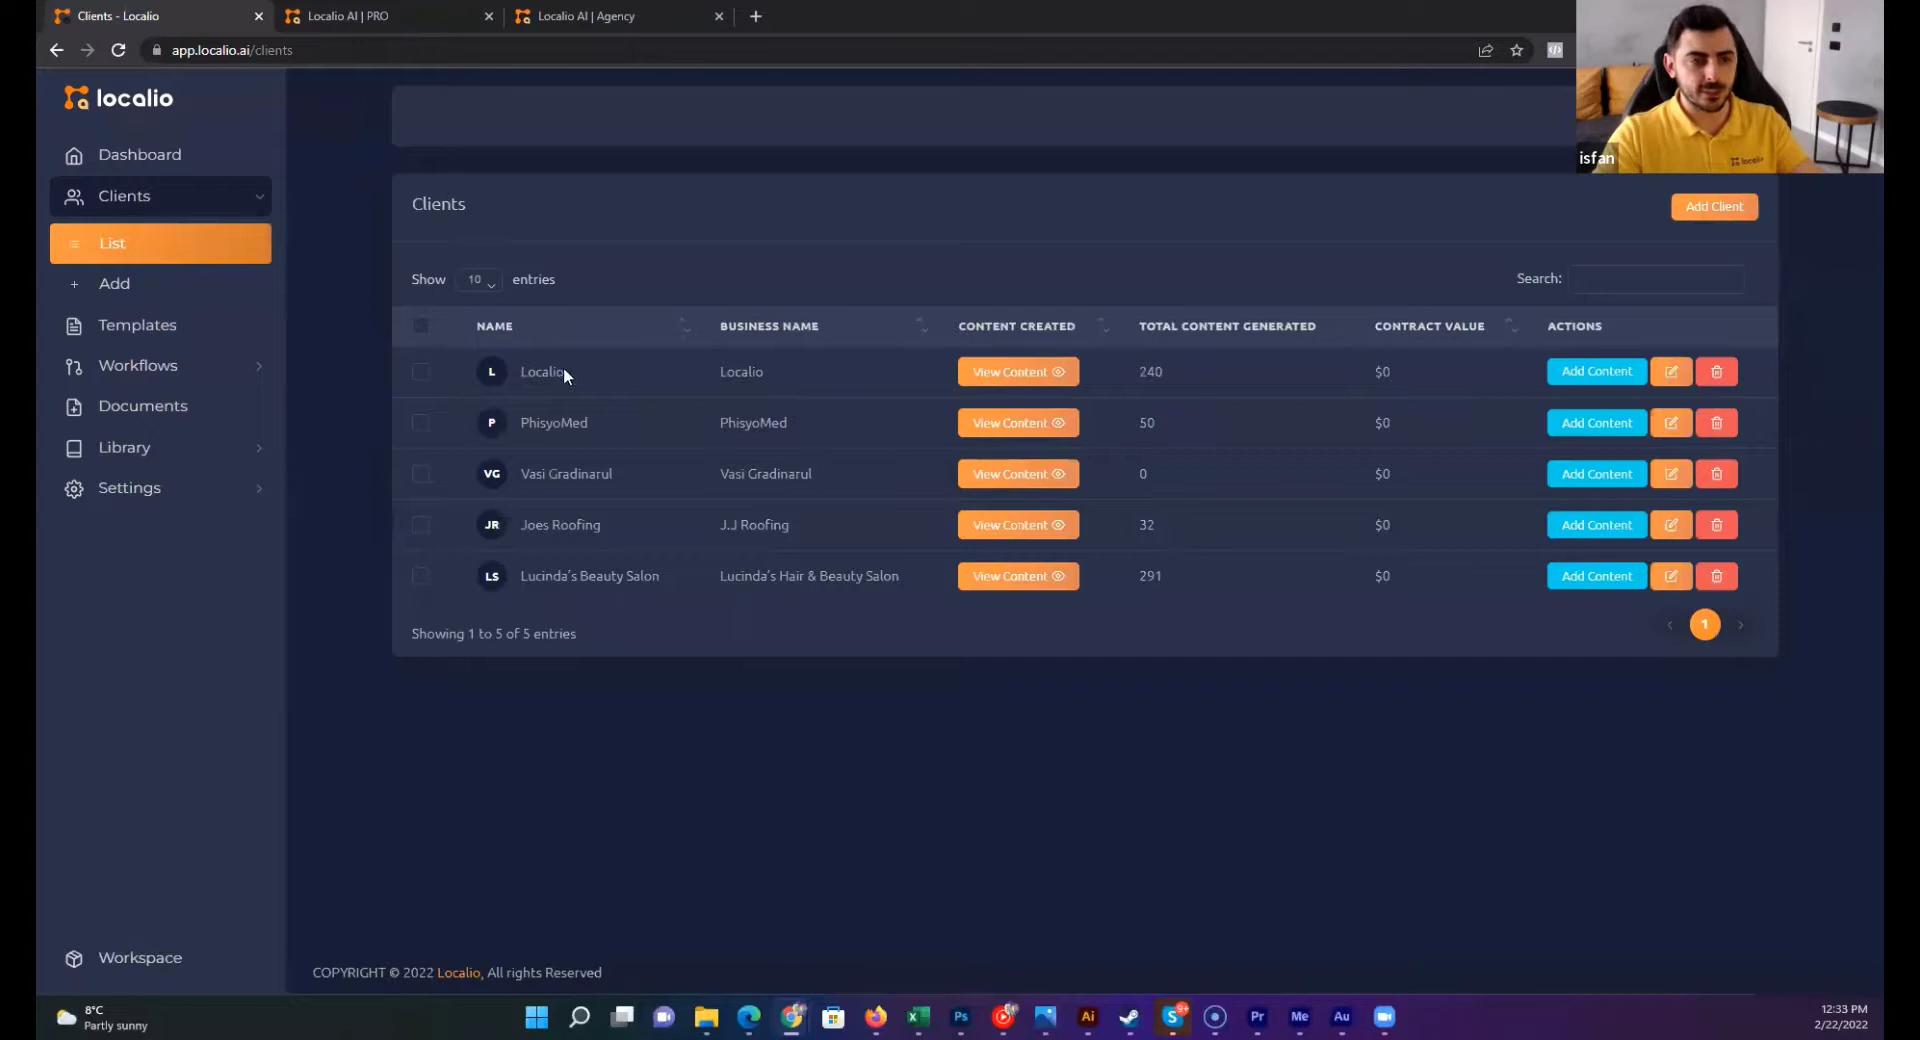 Clients - Localio
Localio AI | PRO
Localio AI | Agency
app.localio.ai/clients
localio
isfan
localio
Dashboard
Clients
List
Add
Templates
Workflows
Documents
Library
Settings
Workspace
Clients
Add Client
Show 10 entries
Search:
NAME BUSINESS NAME CONTENT CREATED TOTAL CONTENT GENERATED CONTRACT VALUE ACTIONS
L Localio Localio View Content 240 $0 Add Content
P PhisyoMed PhisyoMed View Content 50 $0 Add Content
VG Vasi Gradinarul Vasi Gradinarul View Content 0 $0 Add Content
JR Joes Roofing J.J Roofing View Content 32 $0 Add Content
LS Lucinda's Beauty Salon Lucinda's Hair & Beauty Salon View Content 291 $0 Add Content
Showing 1 to 5 of 5 entries
1
COPYRIGHT © 2022 Localio, All rights Reserved
8°C
Partly sunny
Ps
Ai
S
Pr
Me
Au
12:33 PM
2/22/2022